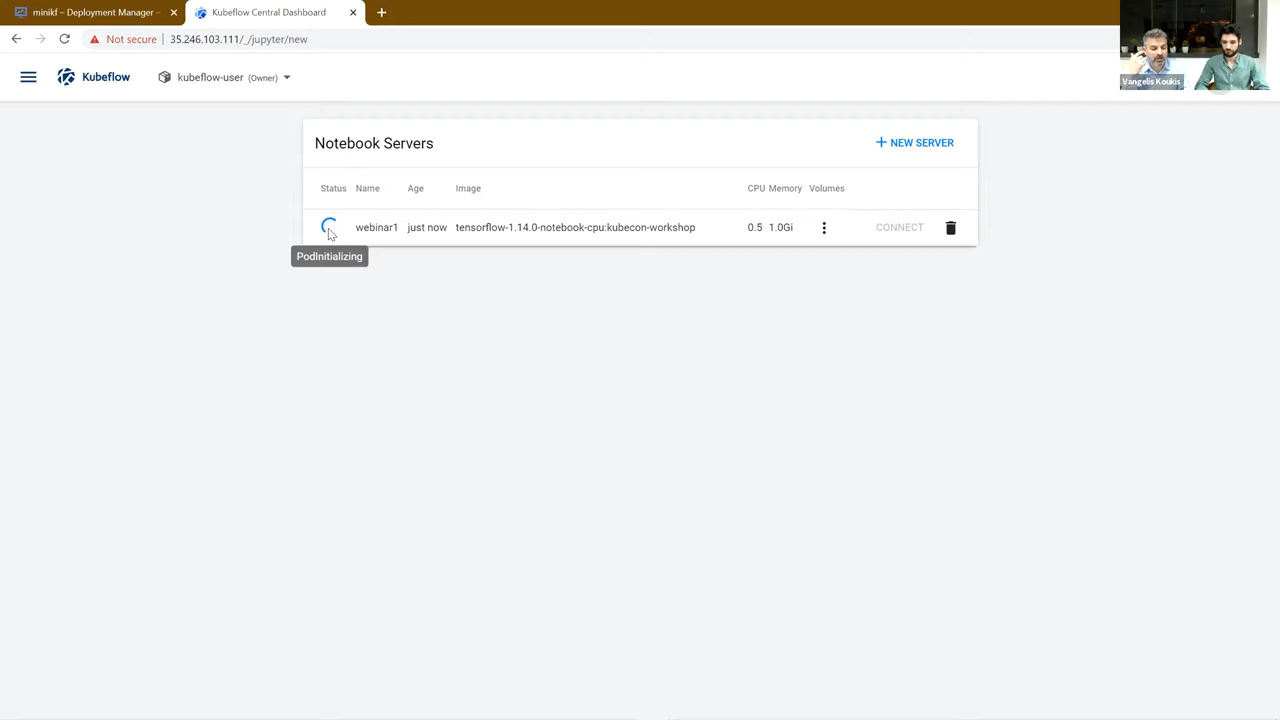 minikf – Deployment Manager –
Kubeflow Central Dashboard
Not secure
35.246.103.111/_/jupyter/new
Kubeflow
kubeflow-user (Owner)
Vangelis Koukis
Notebook Servers
+ NEW SERVER
Status Name Age Image CPU Memory Volumes
webinar1 just now tensorflow-1.14.0-notebook-cpu:kubecon-workshop 0.5 1.0Gi CONNECT
PodInitializing